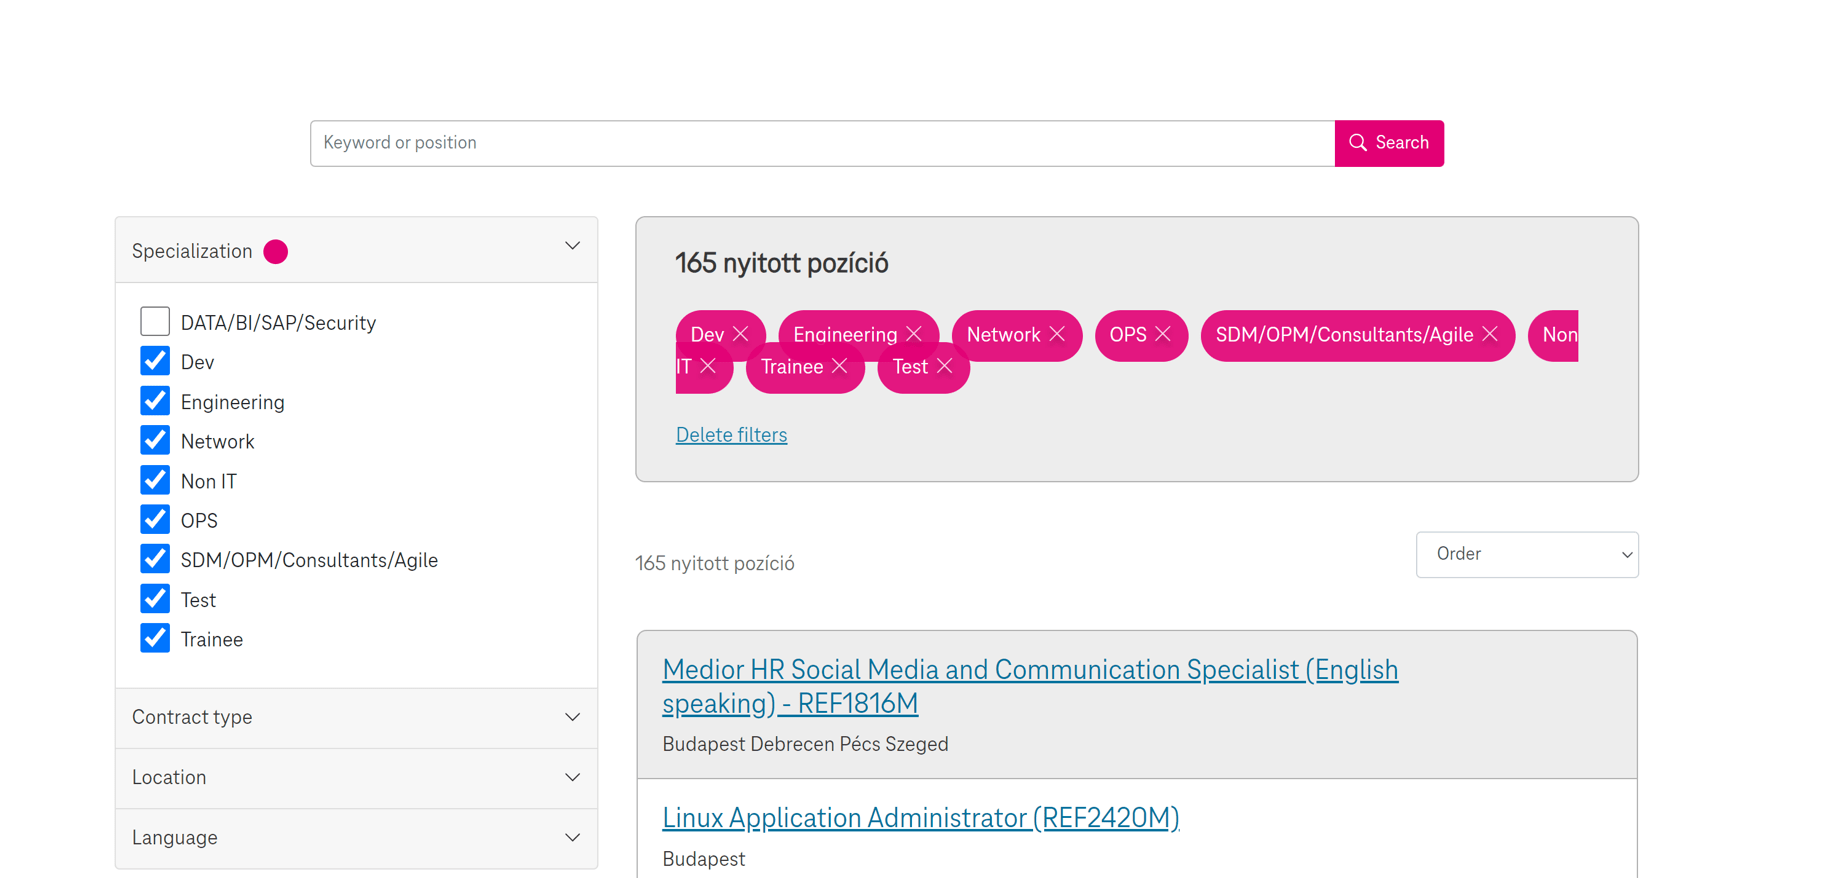 Keyword or position
Search
Specialization
DATA/BI/SAP/Security
Dev
Engineering
Network
Non IT
OPS
SDM/OPM/Consultants/Agile
Test
Trainee
Contract type
Location
Language
165 nyitott pozíció
Dev Engineering Network OPS SDM/OPM/Consultants/Agile Non
IT Trainee Test
Delete filters
165 nyitott pozíció
Order
Medior HR Social Media and Communication Specialist (English
speaking) - REF1816M
Budapest Debrecen Pécs Szeged
Linux Application Administrator (REF2420M)
Budapest